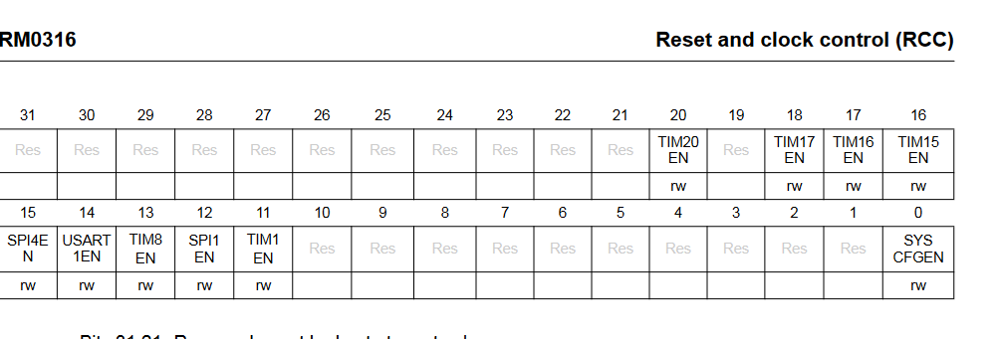 RM0316 Reset and clock control (RCC)
31 30 29 28 27 26 25 24 23 22 21 20 19 18 17 16
Res Res Res Res Res Res Res Res Res Res Res TIM20 EN Res TIM17 EN TIM16 EN TIM15 EN
rw rw rw rw
15 14 13 12 11 10 9 8 7 6 5 4 3 2 1 0
SPI4E N USART 1EN TIM8 EN SPI1 EN TIM1 EN Res Res Res Res Res Res Res Res Res Res SYS CFGEN
rw rw rw rw rw rw